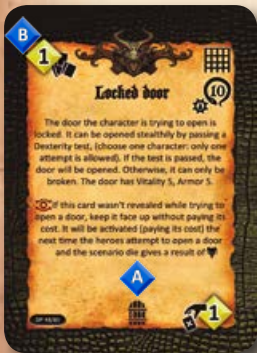 B
1
10
Locked door
The door the character is trying to open is
locked. It can be opened stealthily by passing a
Dexterity test, (choose one character: only one
attempt is allowed). If the test is passed, the
door will be opened. Otherwise, it can only be
broken. The door has Vitality 5, Armor 5.
If this card wasn't revealed while trying to
open a door, keep it face up without paying its
cost. It will be activated (paying its cost) the
next time the heroes attempt to open a door
and the scenario die gives a result of
A
1